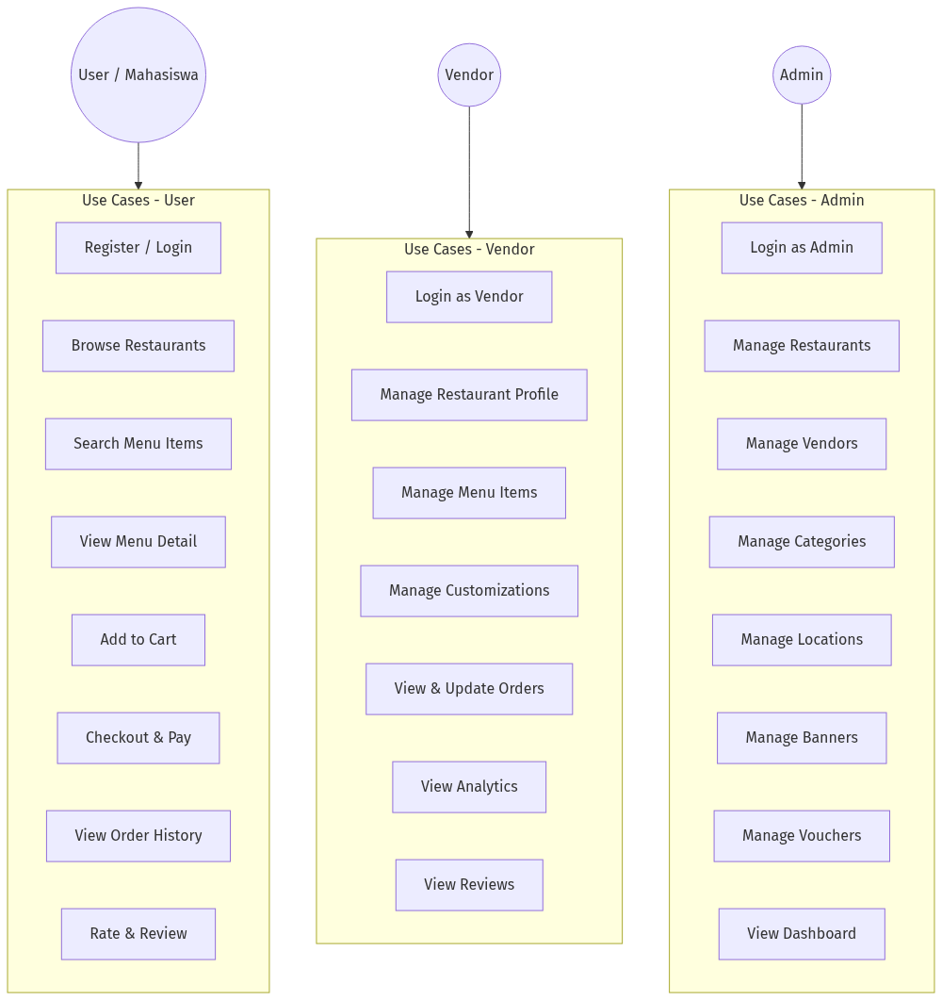 User / Mahasiswa
Use Cases - User
Register / Login
Browse Restaurants
Search Menu Items
View Menu Detail
Add to Cart
Checkout & Pay
View Order History
Rate & Review
Vendor
Use Cases - Vendor
Login as Vendor
Manage Restaurant Profile
Manage Menu Items
Manage Customizations
View & Update Orders
View Analytics
View Reviews
Admin
Use Cases - Admin
Login as Admin
Manage Restaurants
Manage Vendors
Manage Categories
Manage Locations
Manage Banners
Manage Vouchers
View Dashboard